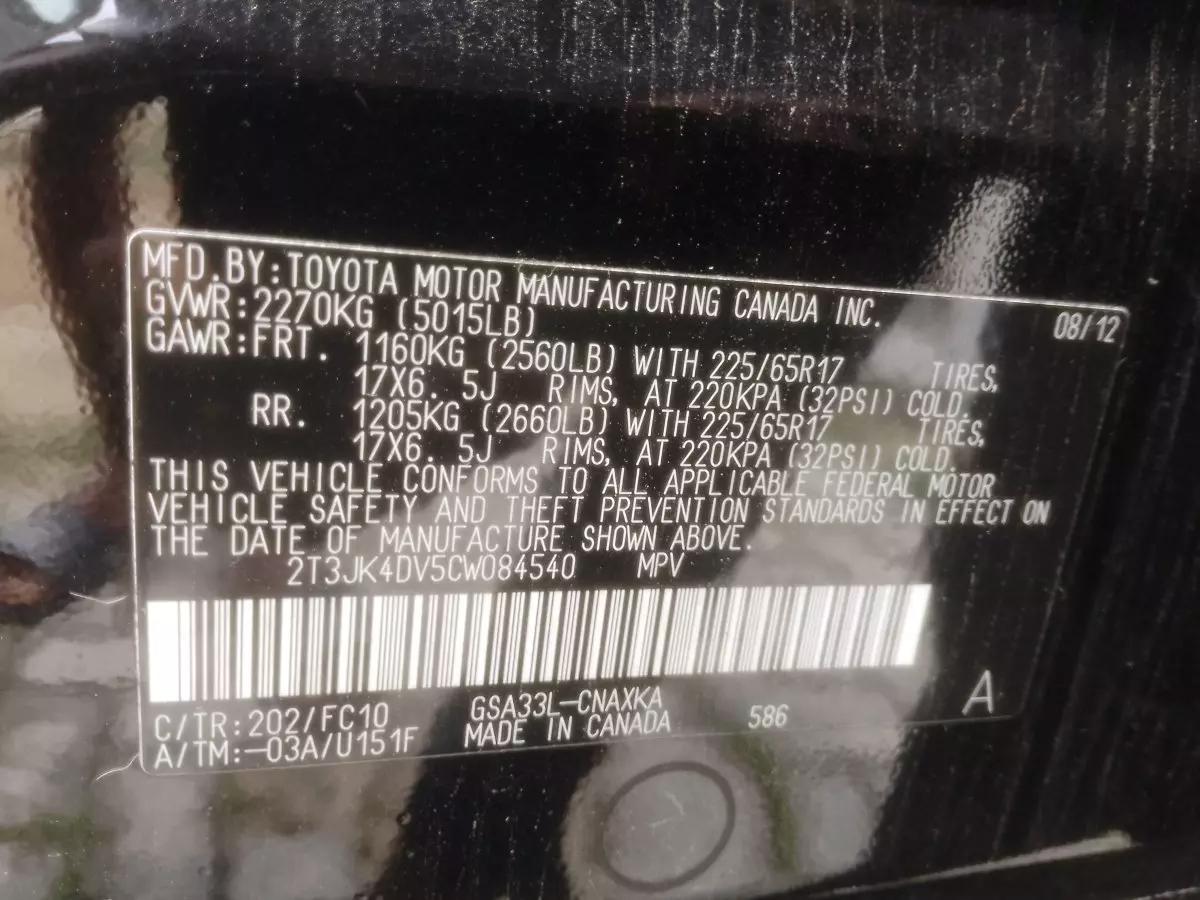 MFD.BY:TOYOTA MOTOR MANUFACTURING CANADA INC.
GVWR:2270KG (5015LB) 08/12
GAWR:FRT. 1160KG (2560LB) WITH 225/65R17 TIRES,
17X6. 5J RIMS, AT 220KPA (32PSI) COLD.
RR. 1205KG (2660LB) WITH 225/65R17 TIRES,
17X6. 5J RIMS, AT 220KPA (32PSI) COLD.
THIS VEHICLE CONFORMS TO ALL APPLICABLE FEDERAL MOTOR
VEHICLE SAFETY AND THEFT PREVENTION STANDARDS IN EFFECT ON
THE DATE OF MANUFACTURE SHOWN ABOVE.
2T3JK4DV5CW084540 MPV
C/TR:202/FC10 GSA33L-CNAXKA 586 A
A/TM:-03A/U151F MADE IN CANADA